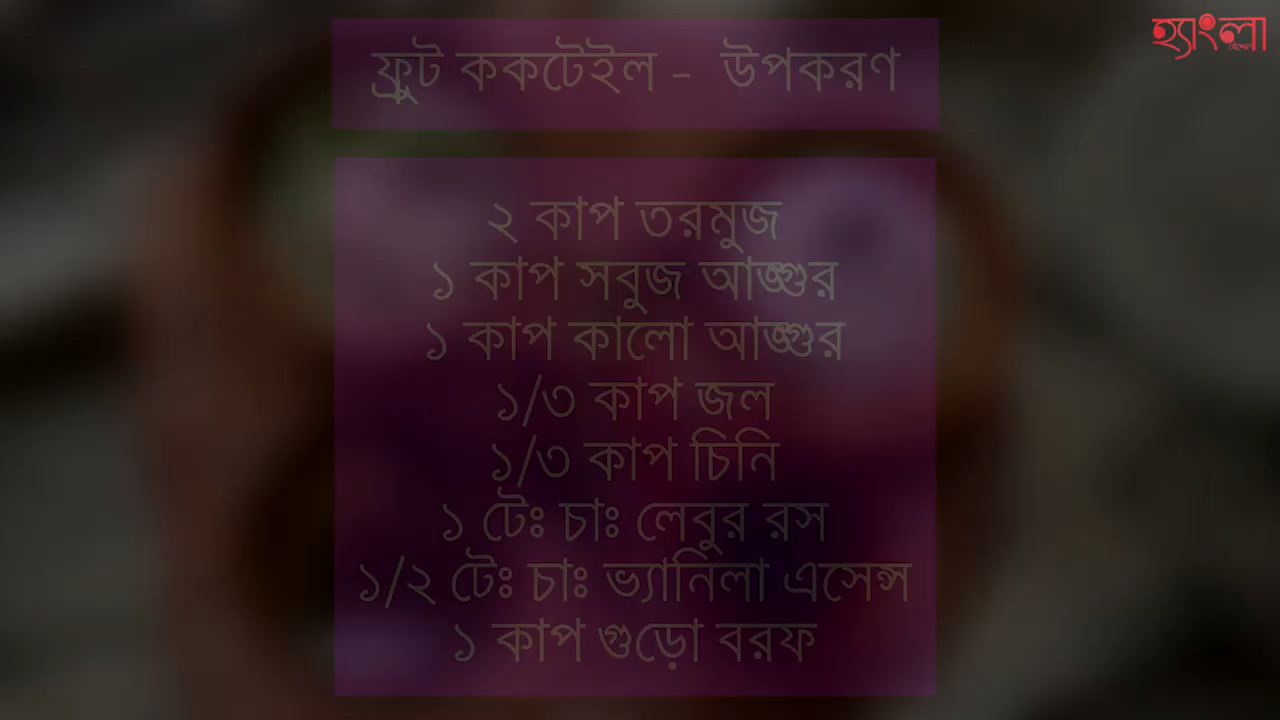 হ্যাংলা
ফ্রুট ককটেইল - উপকরণ
২ কাপ তরমুজ
১ কাপ সবুজ আঙ্গুর
১ কাপ কালো আঙ্গুর
১/৩ কাপ জল
১/৩ কাপ চিনি
১ টেঃ চাঃ লেবুর রস
১/২ টেঃ চাঃ ভ্যানিলা এসেন্স
১ কাপ গুড়ো বরফ